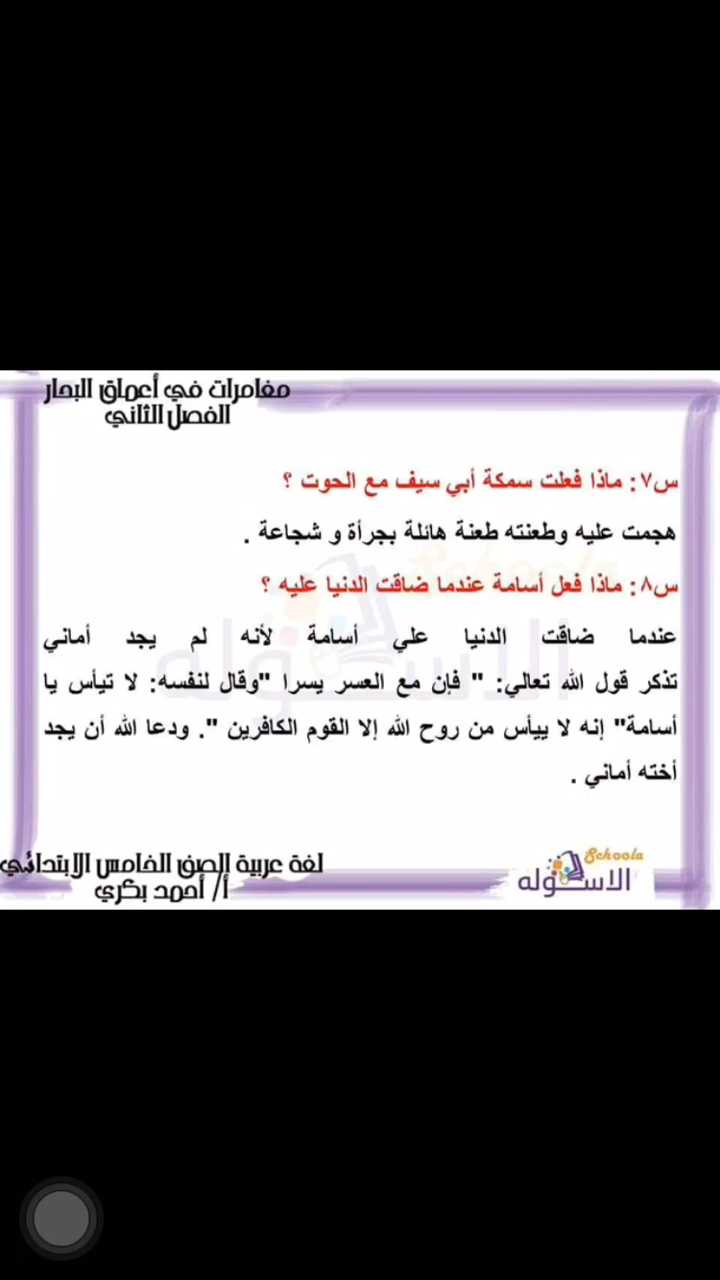 مغامرات في أعماق البحار
الفصل الثاني
س٧: ماذا فعلت سمكة أبي سيف مع الحوت ؟
هجمت عليه وطعنته طعنة هائلة بجرأة و شجاعة .
س٨: ماذا فعل أسامة عندما ضاقت الدنيا عليه ؟
عندما ضاقت الدنيا علي أسامة لأنه لم يجد أماني
تذكر قول الله تعالي: " فإن مع العسر يسرا "وقال لنفسه: لا تيأس يا
أسامة" إنه لا ييأس من روح الله إلا القوم الكافرين ". ودعا الله أن يجد
أخته أماني .
لغة عربية الصف الخامس الإبتدائي
أ/ أحمد بكري
Schoola
الاسكوله